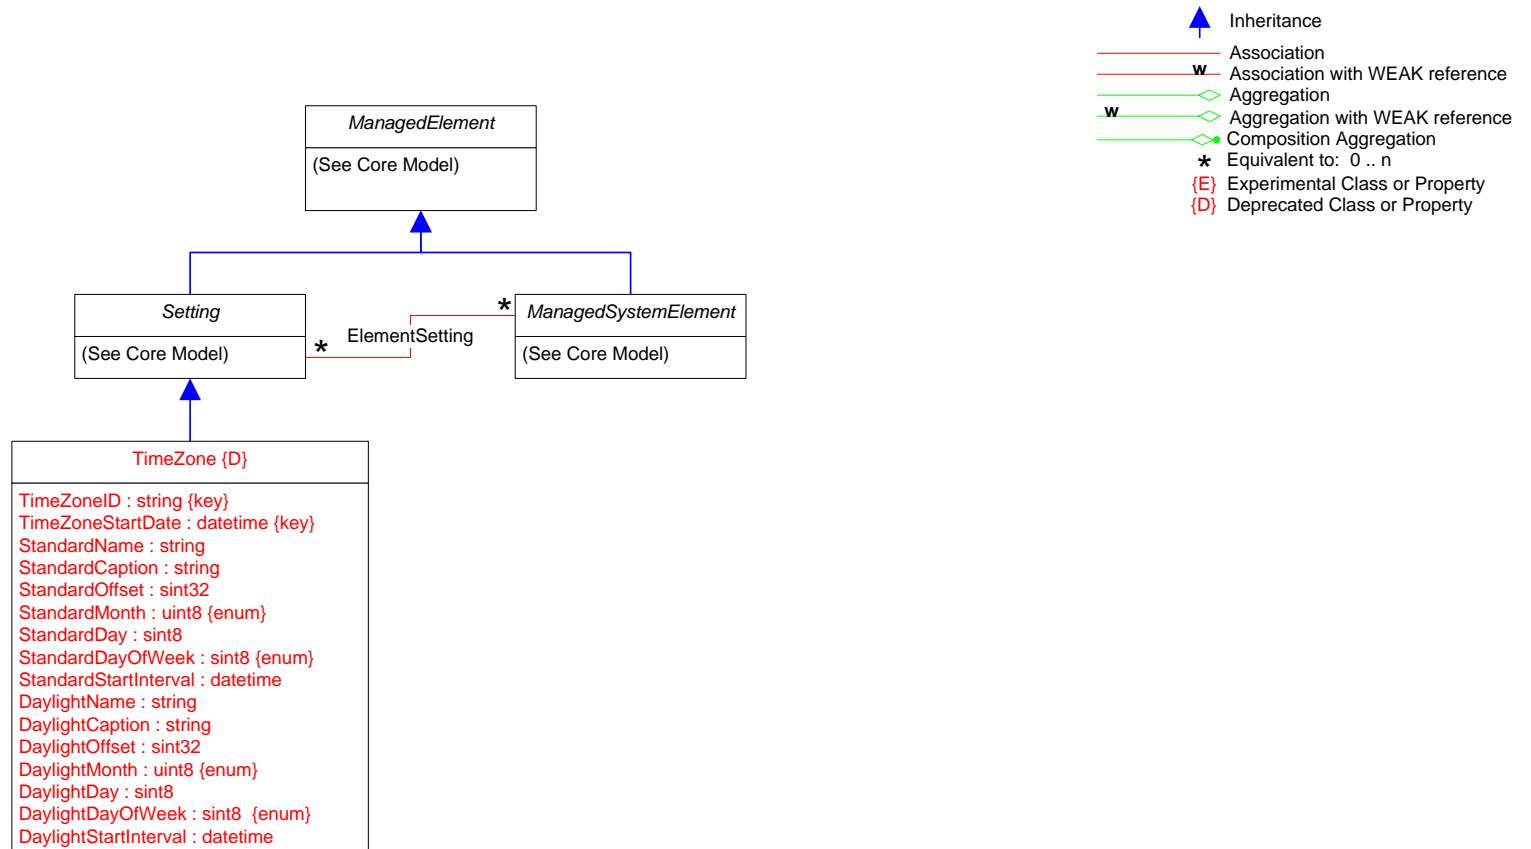 Inheritance
Association
w
Association with WEAK reference
Aggregation
w
Aggregation with WEAK reference
Composition Aggregation
* Equivalent to: 0 .. n
{E} Experimental Class or Property
{D} Deprecated Class or Property
ManagedElement
(See Core Model)
Setting
(See Core Model)
*
ElementSetting
*
ManagedSystemElement
(See Core Model)
TimeZone {D}
TimeZoneID : string {key}
TimeZoneStartDate : datetime {key}
StandardName : string
StandardCaption : string
StandardOffset : sint32
StandardMonth : uint8 {enum}
StandardDay : sint8
StandardDayOfWeek : sint8 {enum}
StandardStartInterval : datetime
DaylightName : string
DaylightCaption : string
DaylightOffset : sint32
DaylightMonth : uint8 {enum}
DaylightDay : sint8
DaylightDayOfWeek : sint8 {enum}
DaylightStartInterval : datetime